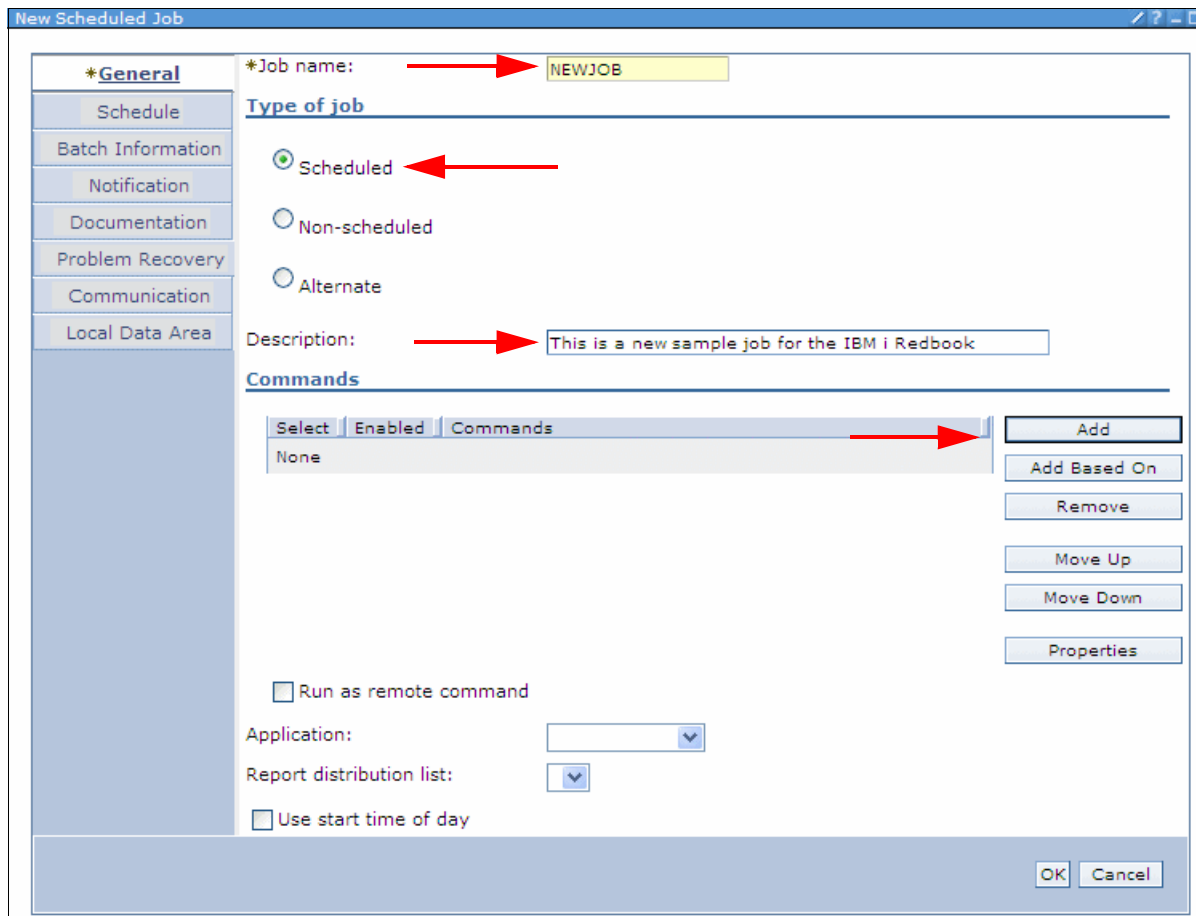 New Scheduled Job
*General
Schedule
Batch Information
Notification
Documentation
Problem Recovery
Communication
Local Data Area
*Job name:
NEWJOB
Type of job
Scheduled
Non-scheduled
Alternate
Description:
This is a new sample job for the IBM i Redbook
Commands
Select Enabled Commands
None
Add
Add Based On
Remove
Move Up
Move Down
Properties
Run as remote command
Application:
Report distribution list:
Use start time of day
OK Cancel